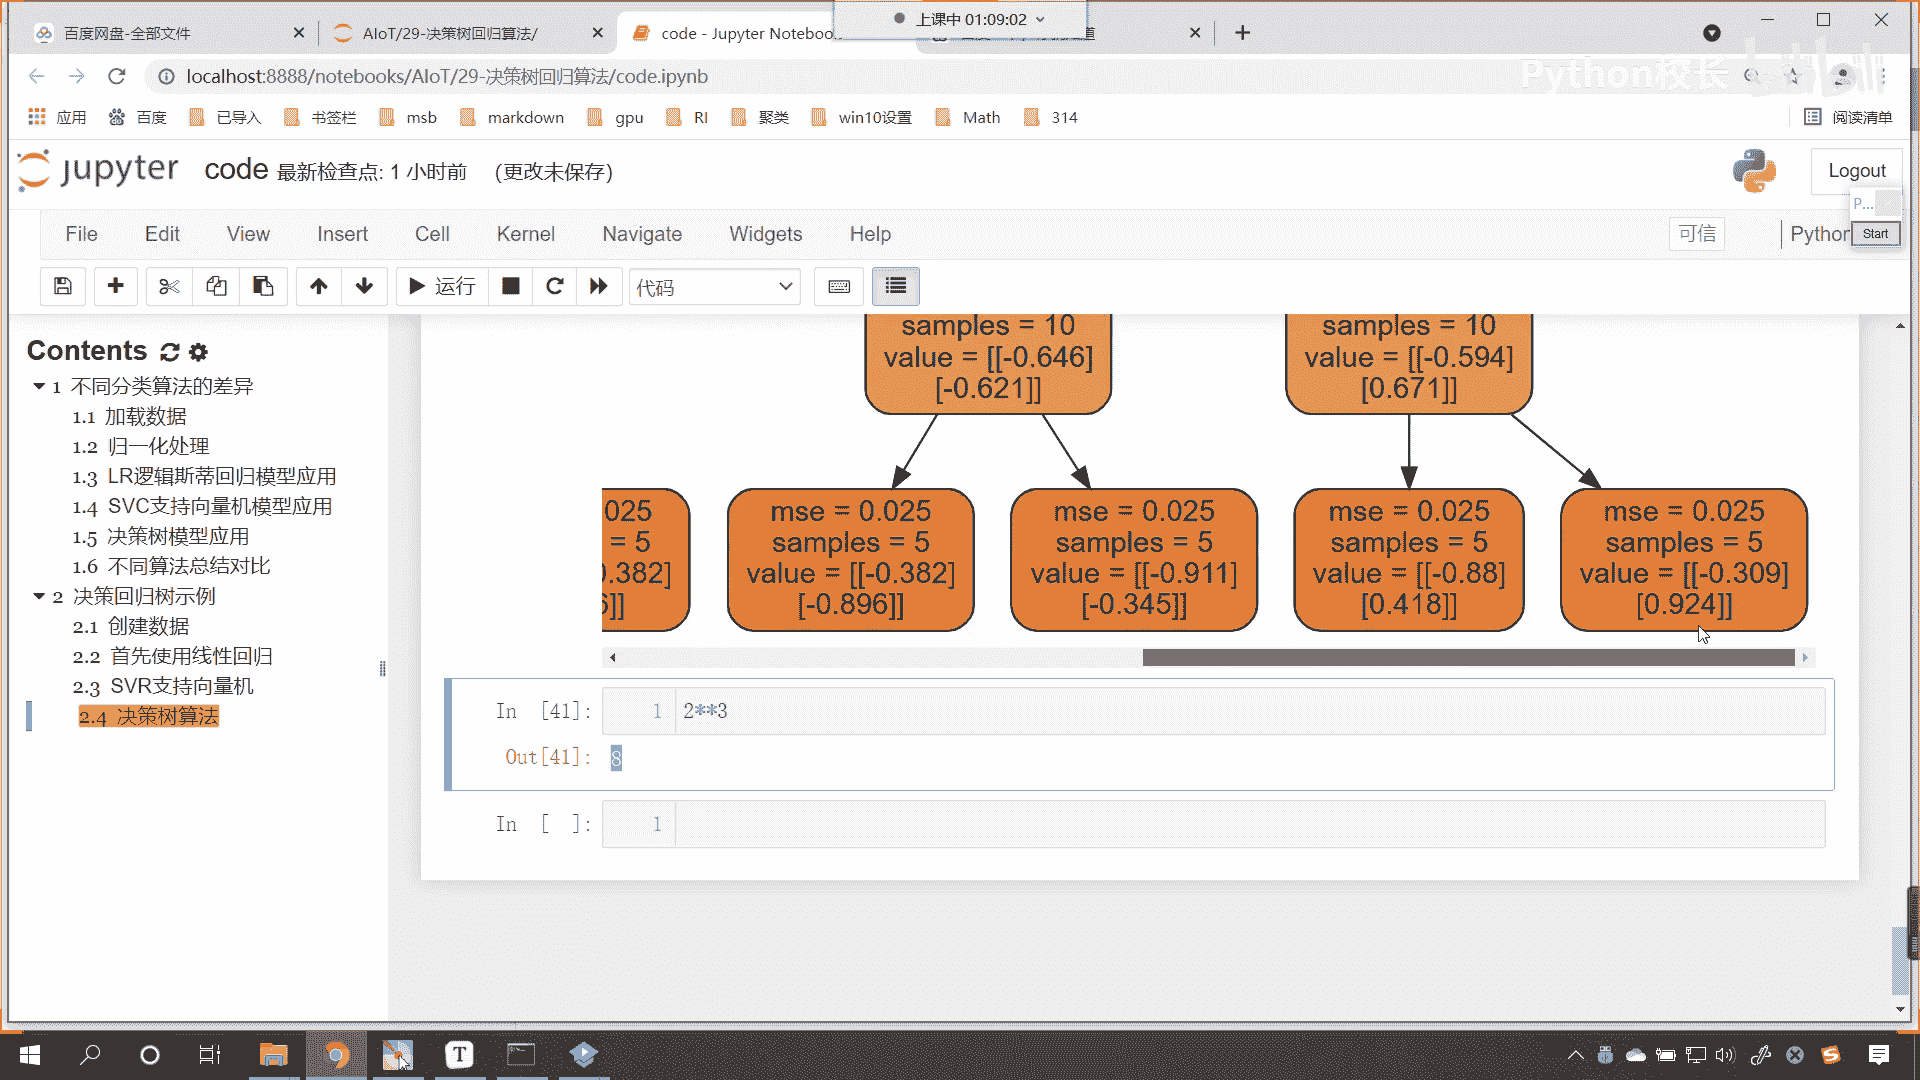 上课中 01:09:02
百度网盘-全部文件
AIoT/29-决策树回归算法/
code - Jupyter Noteboo
localhost:8888/notebooks/AIoT/29-决策树回归算法/code.ipynb
Python校长
应用 百度 已导入 书签栏 msb markdown gpu RI 聚类 win10设置 Math 314 阅读清单
jupyter code 最新检查点: 1 小时前 (更改未保存)
Logout
P...
Start
File Edit View Insert Cell Kernel Navigate Widgets Help 可信 Python
运行 代码
Contents
1 不同分类算法的差异
1.1 加载数据
1.2 归一化处理
1.3 LR逻辑斯蒂回归模型应用
1.4 SVC支持向量机模型应用
1.5 决策树模型应用
1.6 不同算法总结对比
2 决策回归树示例
2.1 创建数据
2.2 首先使用线性回归
2.3 SVR支持向量机
2.4 决策树算法
samples = 10
value = [[-0.646]
[-0.621]]
samples = 10
value = [[-0.594]
[0.671]]
025
= 5
.382]
]]
mse = 0.025
samples = 5
value = [[-0.382]
[-0.896]]
mse = 0.025
samples = 5
value = [[-0.911]
[-0.345]]
mse = 0.025
samples = 5
value = [[-0.88]
[0.418]]
mse = 0.025
samples = 5
value = [[-0.309]
[0.924]]
In [41]: 1 2**3
Out[41]: 8
In [ ]: 1